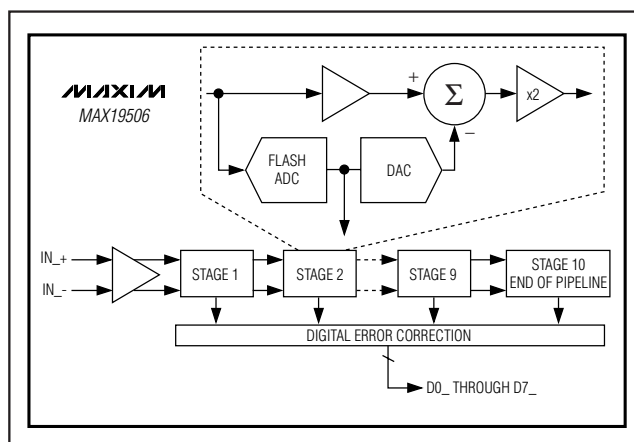 MAXIM
MAX19506
+
Σ
x2
−
FLASH
ADC
DAC
IN_+
IN_-
STAGE 1
STAGE 2
STAGE 9
STAGE 10
END OF PIPELINE
DIGITAL ERROR CORRECTION
D0_ THROUGH D7_